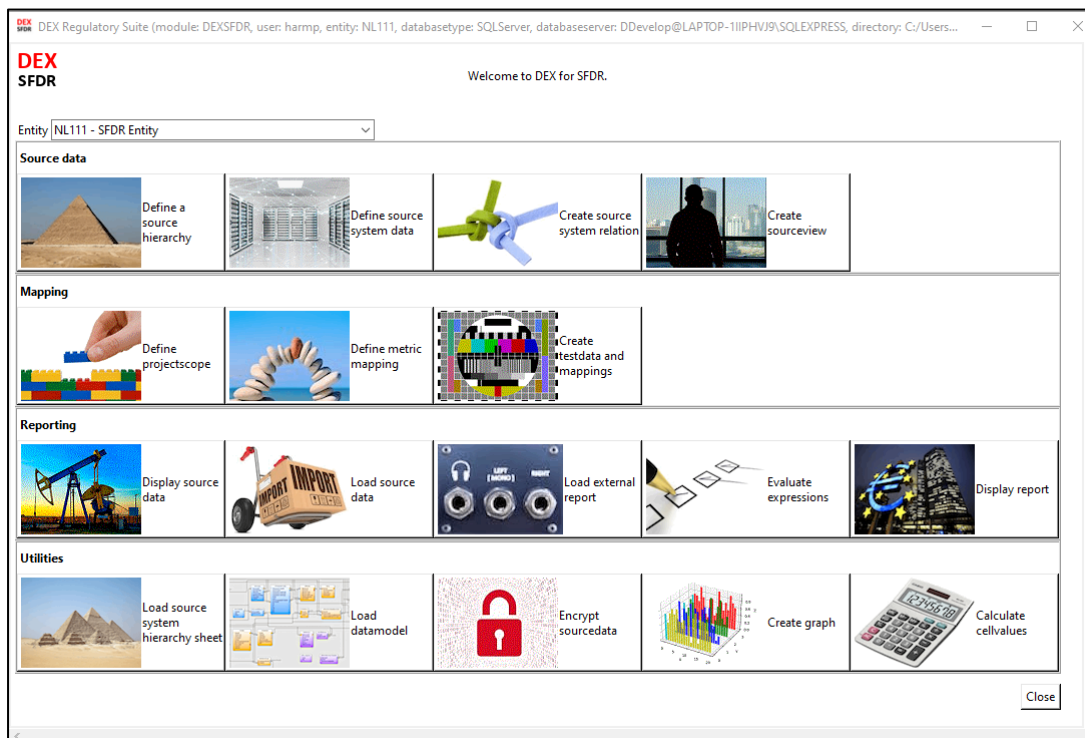 DEX SFDR DEX Regulatory Suite (module: DEXSFDR, user: harmp, entity: NL111, databasetype: SQLServer, databaseserver: DDevelop@LAPTOP-1IIPHVJ9\SQLEXPRESS, directory: C:/Users...
DEX
SFDR
Welcome to DEX for SFDR.
Entity NL111 - SFDR Entity
Source data
Define a
source
hierarchy
Define source
system data
Create source
system relation
Create
sourceview
Mapping
Define
projectscope
Define metric
mapping
Create
testdata and
mappings
Reporting
Display source
data
IMPORT
IMPORT
Load source
data
LEFT
[MONO]
RIGHT
Load external
report
Evaluate
expressions
Display report
Utilities
Load source
system
hierarchy sheet
Load
datamodel
Encrypt
sourcedata
Create graph
Calculate
cellvalues
Close